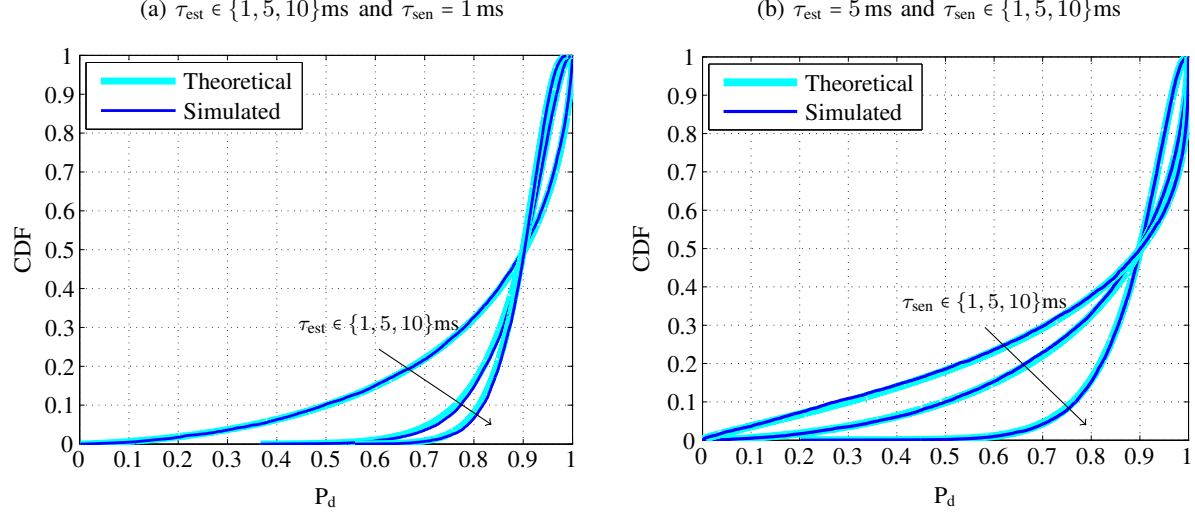 (a) τest ∈ {1, 5, 10}ms and τsen = 1 ms
1
0.9
0.8
0.7
0.6
0.5
0.4
0.3
0.2
0.1
0
CDF
Theoretical
Simulated
τest ∈ {1, 5, 10}ms
0 0.1 0.2 0.3 0.4 0.5 0.6 0.7 0.8 0.9 1
Pd
(b) τest = 5 ms and τsen ∈ {1, 5, 10}ms
1
0.9
0.8
0.7
0.6
0.5
0.4
0.3
0.2
0.1
0
CDF
Theoretical
Simulated
τsen ∈ {1, 5, 10}ms
0 0.1 0.2 0.3 0.4 0.5 0.6 0.7 0.8 0.9 1
Pd